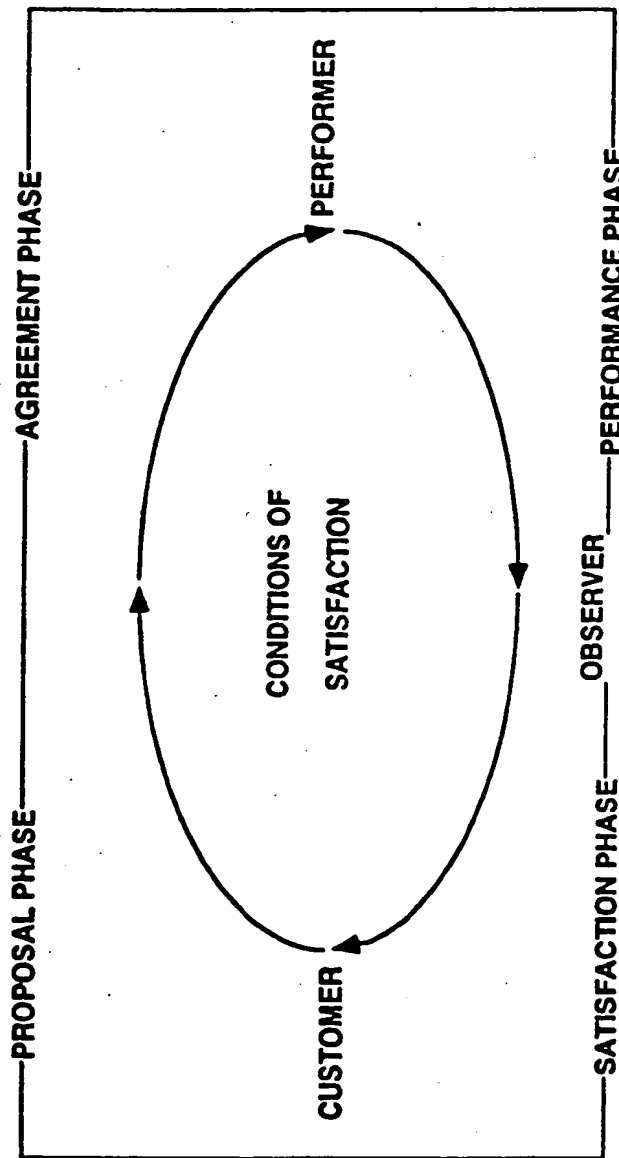 PROPOSAL PHASE AGREEMENT PHASE
CONDITIONS OF
SATISFACTION
CUSTOMER PERFORMER
SATISFACTION PHASE OBSERVER PERFORMANCE PHASE